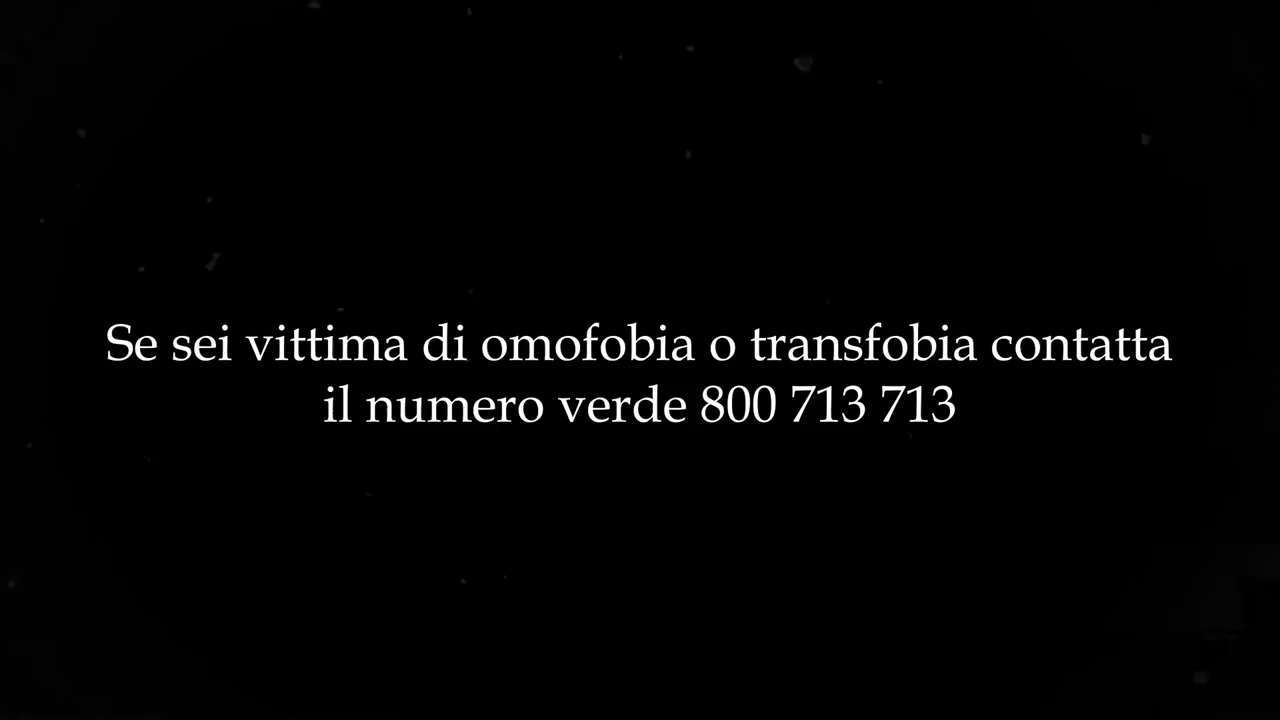 Se sei vittima di omofobia o transfobia contatta
il numero verde 800 713 713